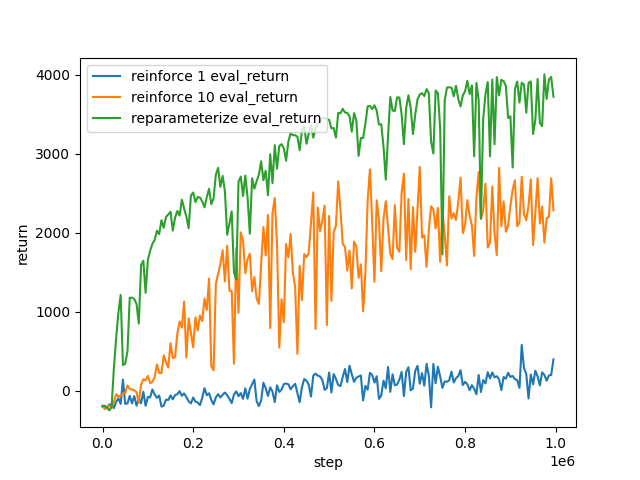 reinforce 1 eval_return
reinforce 10 eval_return
reparameterize eval_return
4000
3000
2000
1000
0
return
0.0
0.2
0.4
0.6
0.8
1.0
1e6
step